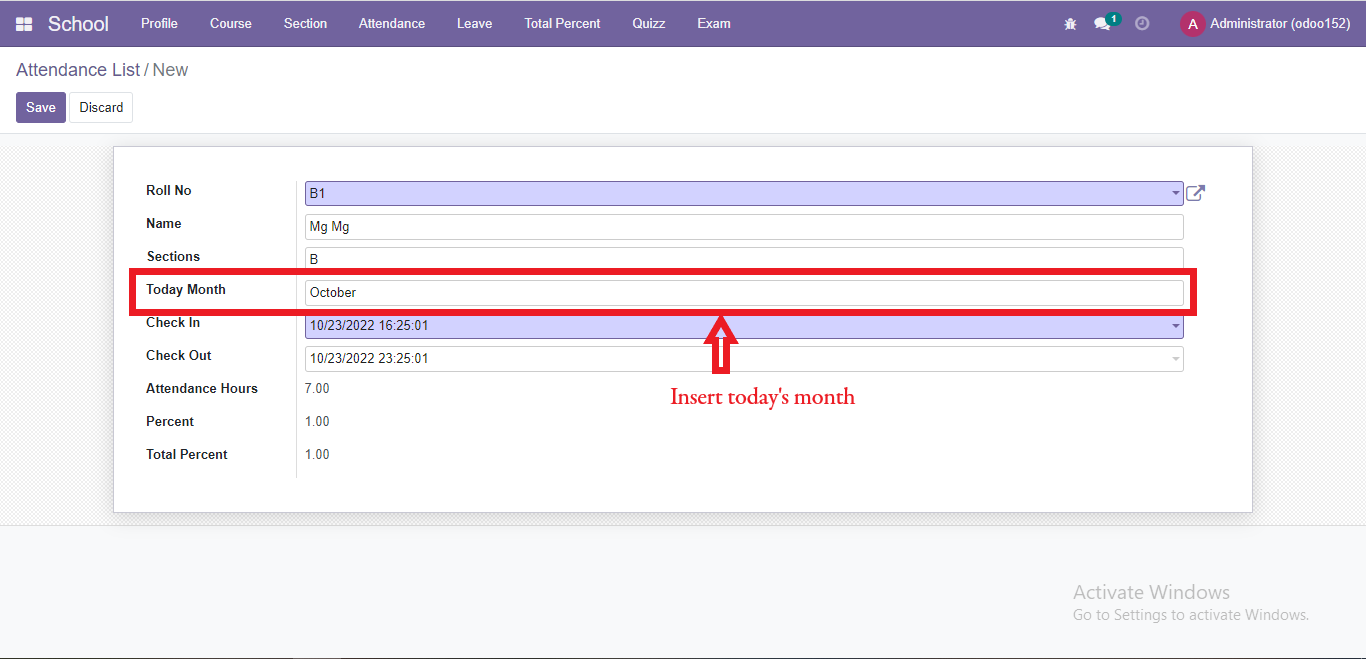 School Profile Course Section Attendance Leave Total Percent Quizz Exam 1 A Administrator (odoo152)
Attendance List / New
Save Discard
Roll No B1
Name Mg Mg
Sections B
Today Month October
Check In 10/23/2022 16:25:01
Check Out 10/23/2022 23:25:01
Attendance Hours 7.00
Insert today's month
Percent 1.00
Total Percent 1.00
Activate Windows
Go to Settings to activate Windows.